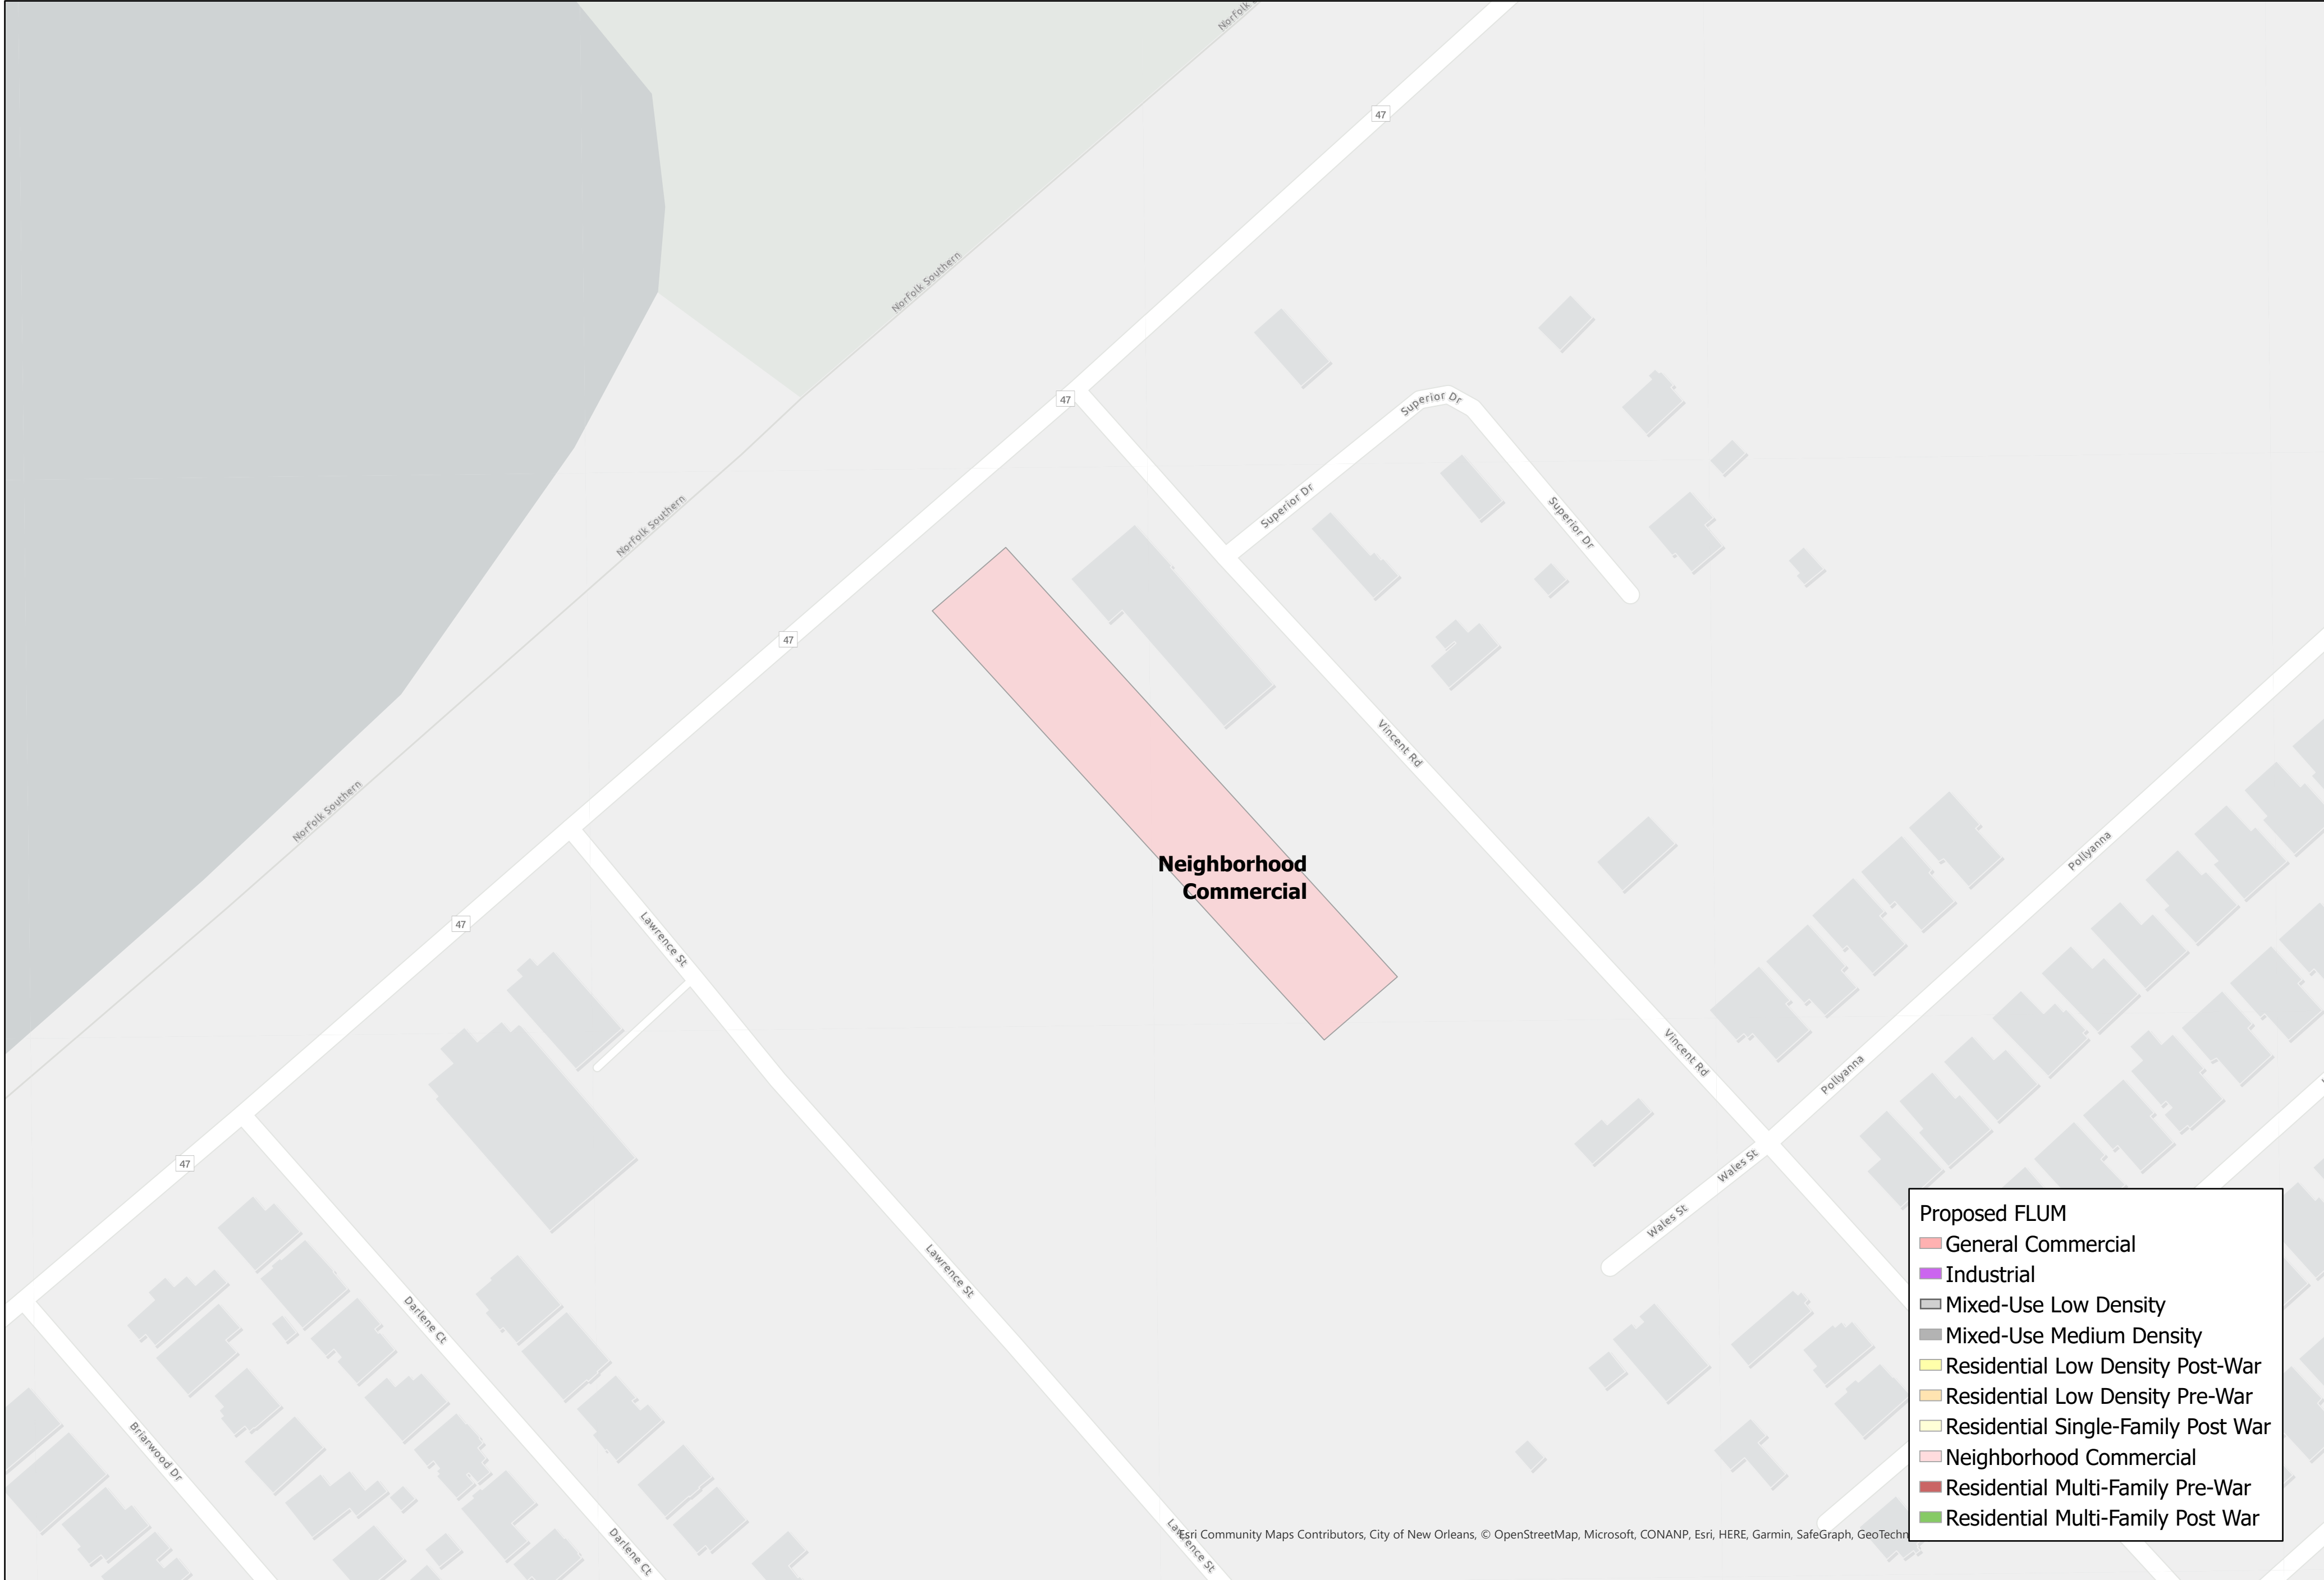 Norfolk
47
Norfolk Southern
47
Superior Dr
Superior Dr
Superior Dr
Norfolk Southern
47
Vincent Rd
Norfolk Southern
Neighborhood
Commercial
Pollyanna
47
Lawrence St
Vincent Rd
Pollyanna
47
Wales St
Wales St
Lawrence St
Darlene Ct
Briarwood Dr
Darlene Ct
Lawrence St
Proposed FLUM
General Commercial
Industrial
Mixed-Use Low Density
Mixed-Use Medium Density
Residential Low Density Post-War
Residential Low Density Pre-War
Residential Single-Family Post War
Neighborhood Commercial
Residential Multi-Family Pre-War
Residential Multi-Family Post War
Esri Community Maps Contributors, City of New Orleans, © OpenStreetMap, Microsoft, CONANP, Esri, HERE, Garmin, SafeGraph, GeoTechn